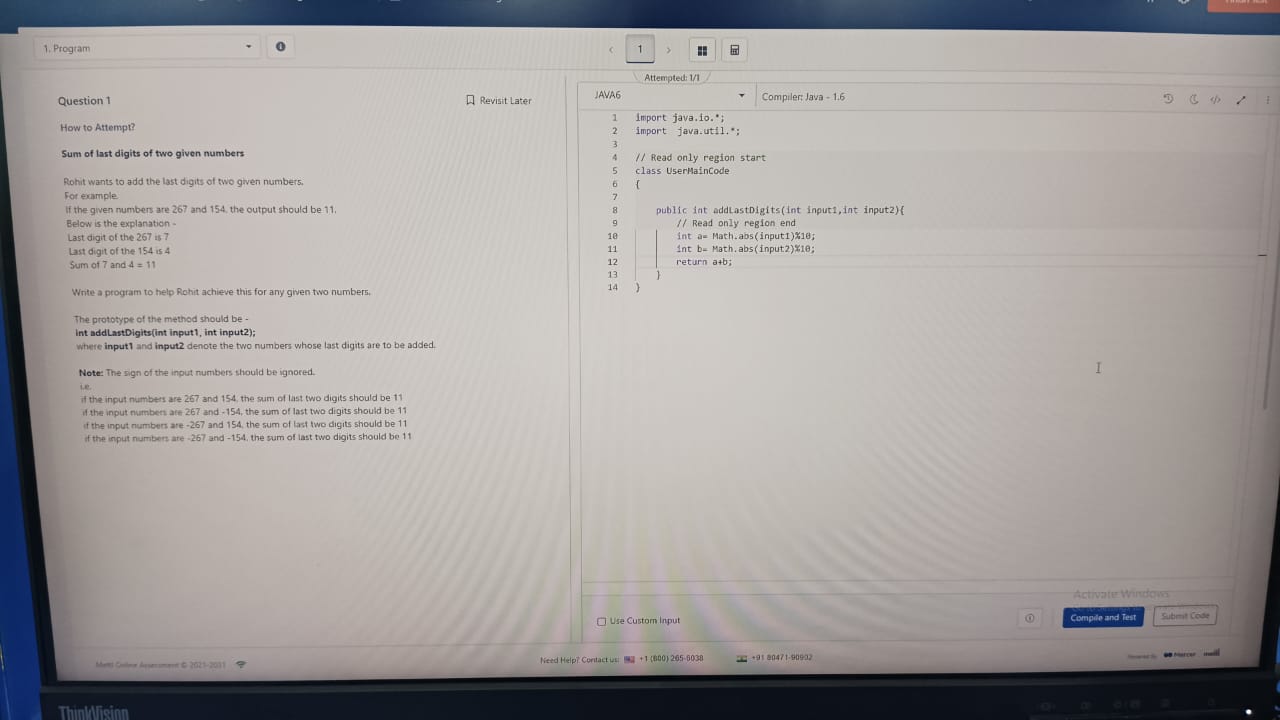 1. Program
1
Attempted: 1/1
Question 1
Revisit Later
How to Attempt?
Sum of last digits of two given numbers
Rohit wants to add the last digits of two given numbers.
For example,
If the given numbers are 267 and 154, the output should be 11.
Below is the explanation -
Last digit of the 267 is 7
Last digit of the 154 is 4
Sum of 7 and 4 = 11
Write a program to help Rohit achieve this for any given two numbers.
The prototype of the method should be -
int addLastDigits(int input1, int input2);
where input1 and input2 denote the two numbers whose last digits are to be added.
Note: The sign of the input numbers should be ignored.
i.e.
if the input numbers are 267 and 154, the sum of last two digits should be 11
if the input numbers are 267 and -154, the sum of last two digits should be 11
if the input numbers are -267 and 154, the sum of last two digits should be 11
if the input numbers are -267 and -154, the sum of last two digits should be 11
JAVA6
Compiler: Java - 1.6
1 import java.io.*;
2 import  java.util.*;
3
4 // Read only region start
5 class UserMainCode
6 {
7
8 public int addLastDigits(int input1,int input2){
9 // Read only region end
10 int a= Math.abs(input1)%10;
11 int b= Math.abs(input2)%10;
12 return a+b;
13 }
14 }
Activate Windows
Use Custom Input
Compile and Test
Submit Code
Mettl Online Assessment © 2021-2031
Need Help? Contact us: +1 (800) 265-6038
+91 80471-90902
Powered By Mercer mettl
ThinkVision